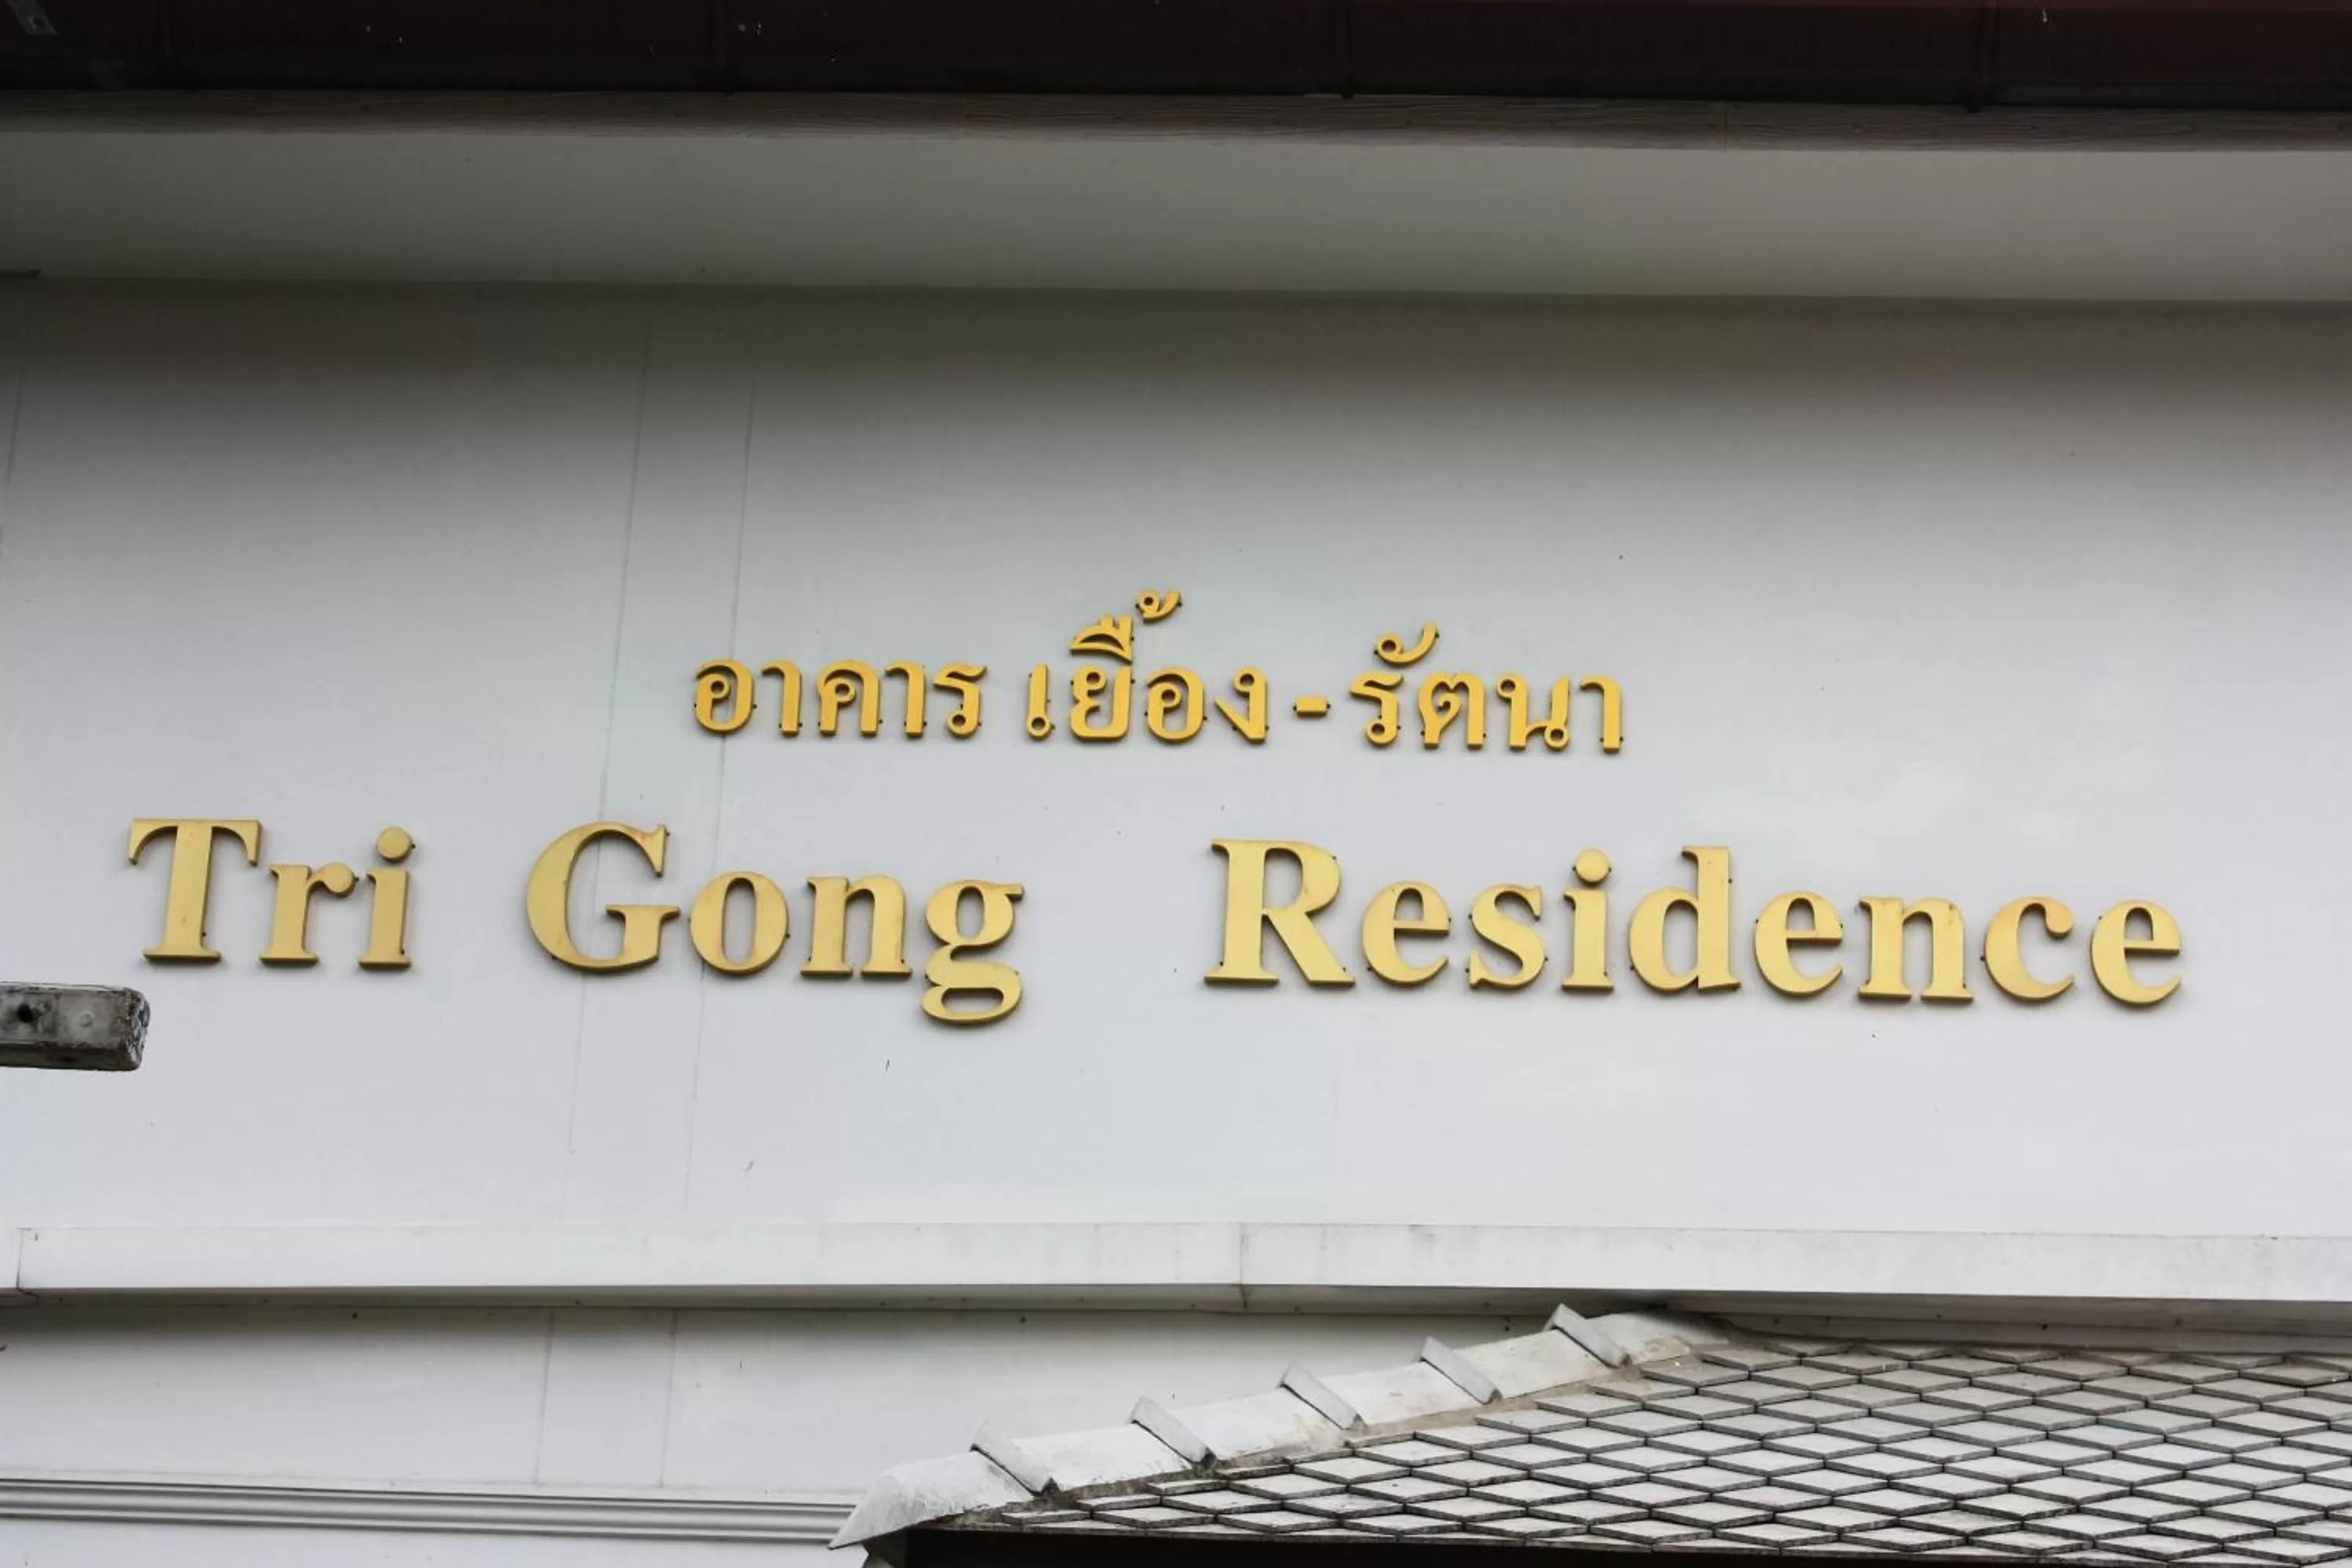 อาคาร เยื้อง - รัตนา
Tri Gong Residence